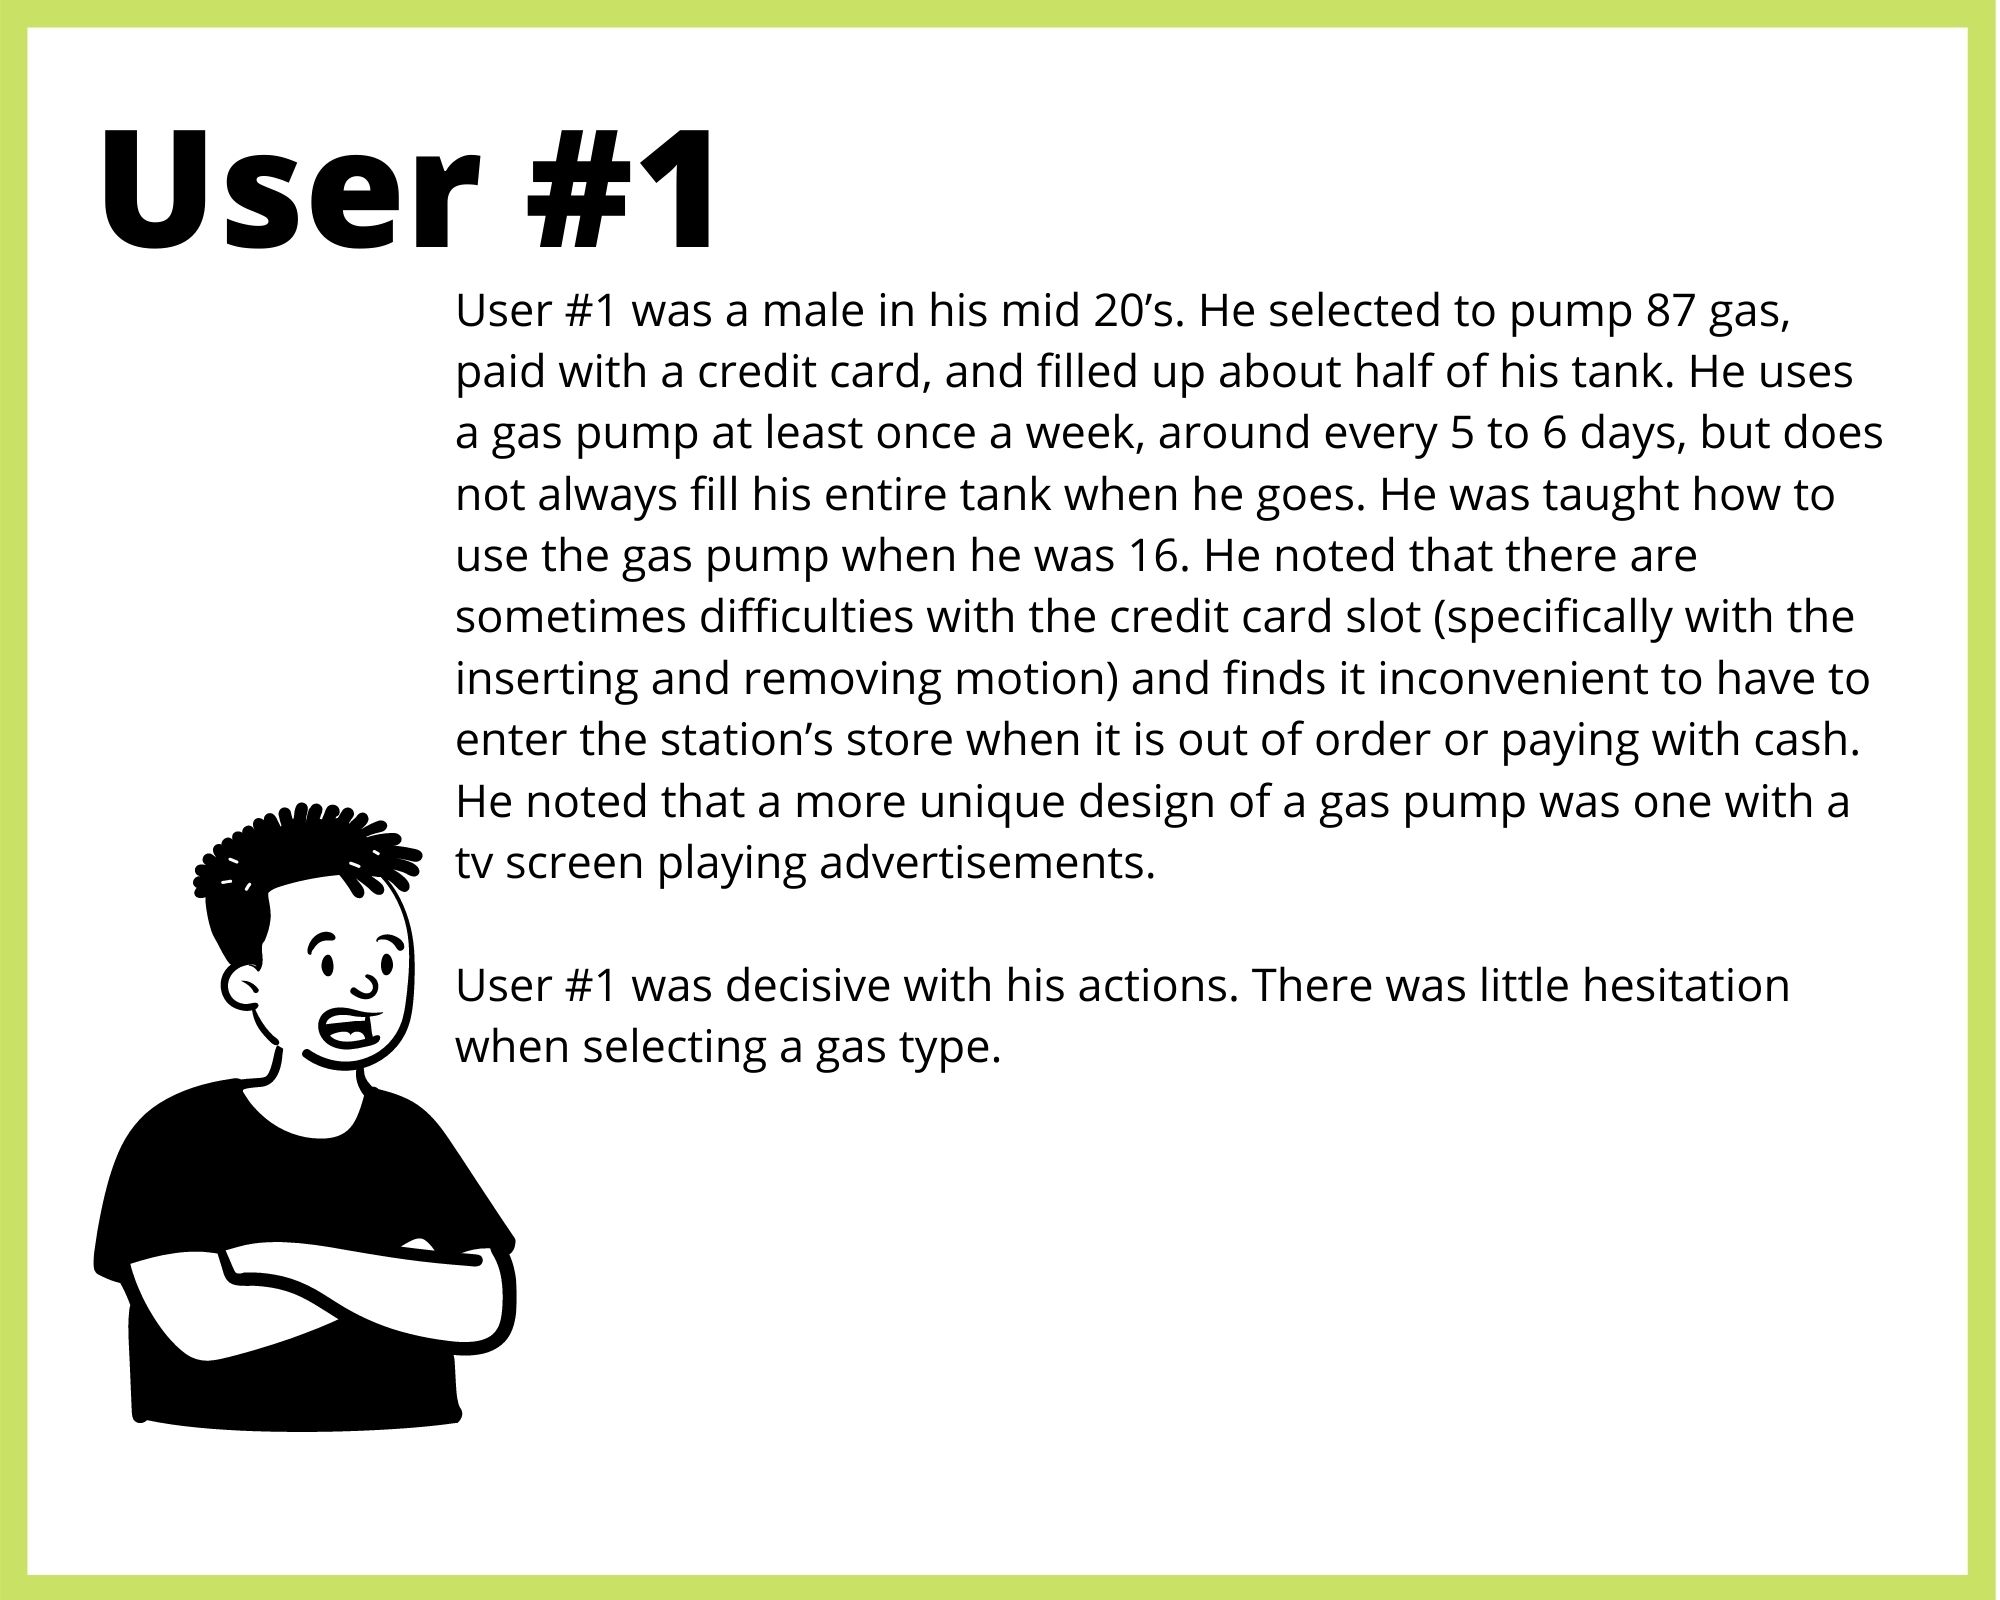 User #1
User #1 was a male in his mid 20’s. He selected to pump 87 gas,
paid with a credit card, and filled up about half of his tank. He uses
a gas pump at least once a week, around every 5 to 6 days, but does
not always fill his entire tank when he goes. He was taught how to
use the gas pump when he was 16. He noted that there are
sometimes difficulties with the credit card slot (specifically with the
inserting and removing motion) and finds it inconvenient to have to
enter the station’s store when it is out of order or paying with cash.
He noted that a more unique design of a gas pump was one with a
tv screen playing advertisements.
User #1 was decisive with his actions. There was little hesitation
when selecting a gas type.